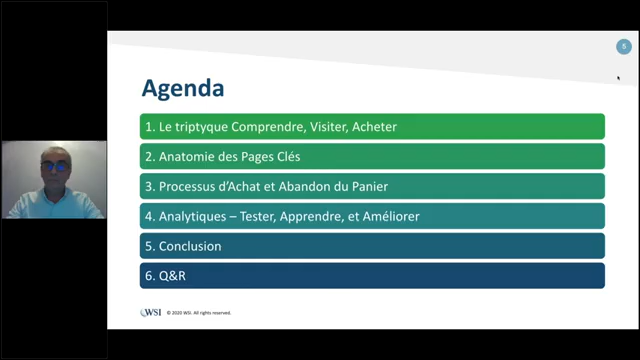 5
Agenda
1. Le triptyque Comprendre, Visiter, Acheter
2. Anatomie des Pages Clés
3. Processus d’Achat et Abandon du Panier
4. Analytiques – Tester, Apprendre, et Améliorer
5. Conclusion
6. Q&R
WSI © 2020 WSI. All rights reserved.